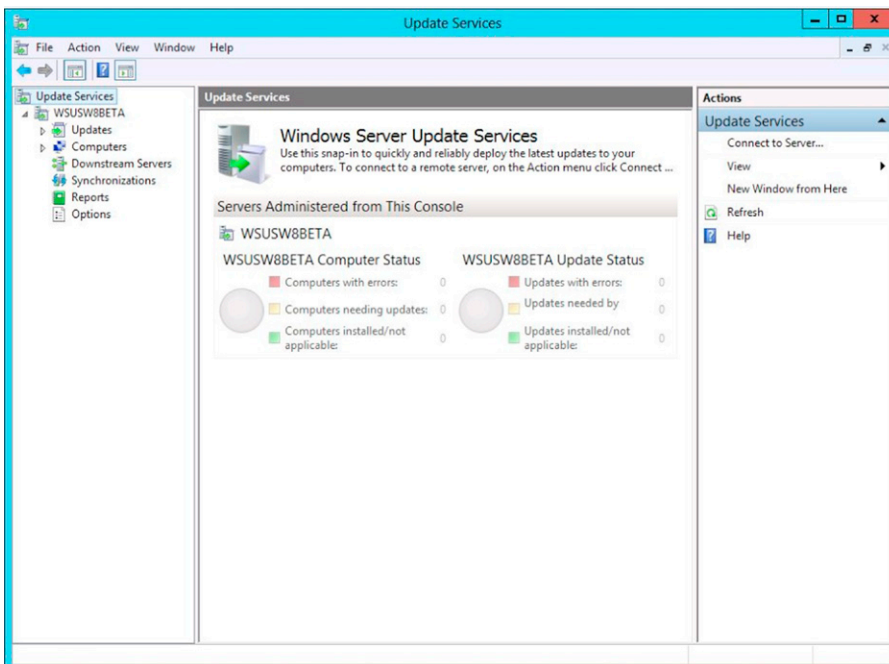 Update Services
File Action View Window Help
Update Services
WSUSW8BETA
Updates
Computers
Downstream Servers
Synchronizations
Reports
Options
Update Services
Windows Server Update Services
Use this snap-in to quickly and reliably deploy the latest updates to your
computers. To connect to a remote server, on the Action menu click Connect ...
Servers Administered from This Console
WSUSW8BETA
WSUSW8BETA Computer Status
Computers with errors: 0
Computers needing updates: 0
Computers installed/not
applicable: 0
WSUSW8BETA Update Status
Updates with errors: 0
Updates needed by
0
Updates installed/not
applicable: 0
Actions
Update Services
Connect to Server...
View
New Window from Here
Refresh
Help